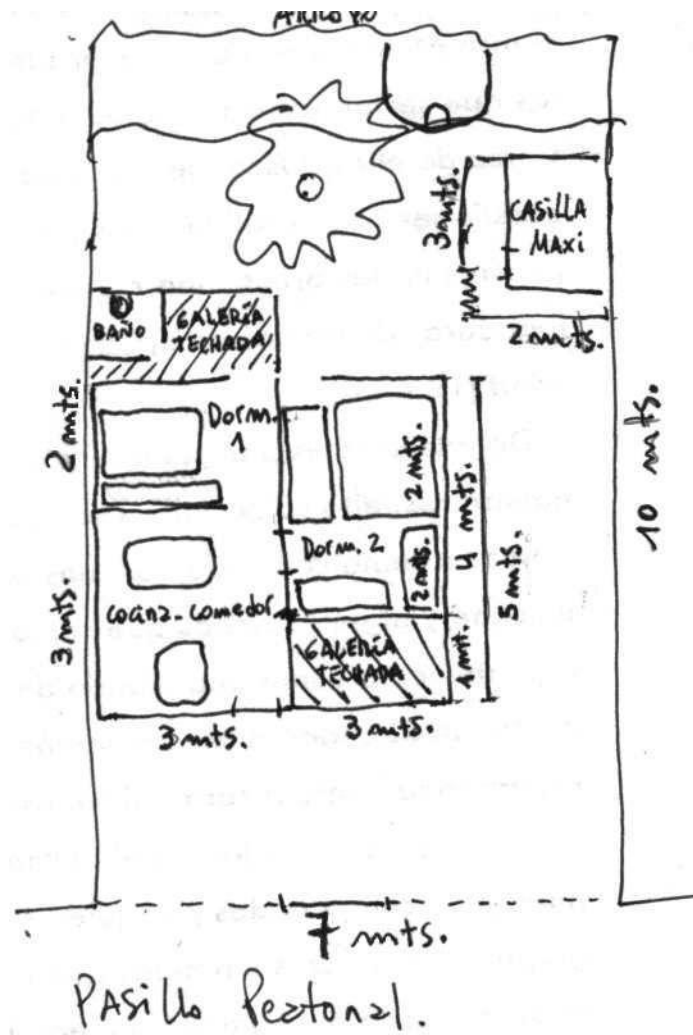 3 mts.
CASILLA
MAXI
2 mts.
BAÑO
GALERÍA
TECHADA
2 mts.
Dorm.
1
2 mts.
4 mts.
5 mts.
10 mts.
Dorm. 2
2 mts.
3 mts.
cocina-comedor
GALERÍA
TECHADA
1 mt.
3 mts.
3 mts.
7 mts.
PASillo Peatonal.